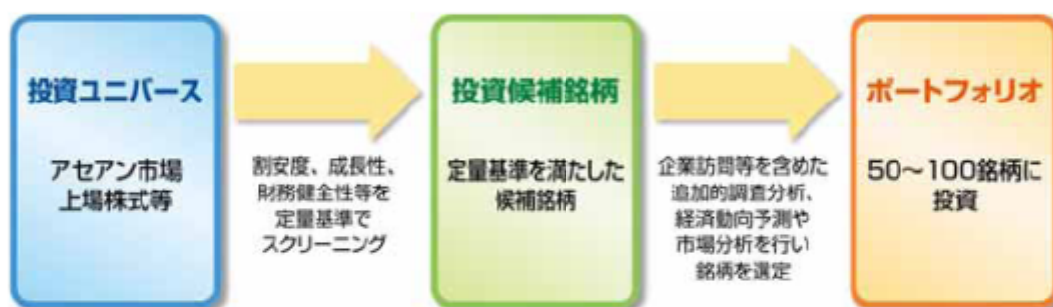 投資ユニバース
アセアン市場
上場株式等
割安度、成長性、
財務健全性等を
定量基準で
スクリーニング
投資候補銘柄
定量基準を満たした
候補銘柄
企業訪問等を含めた
追加的調査分析、
経済動向予測や
市場分析を行い
銘柄を選定
ポートフォリオ
50～100銘柄に
投資